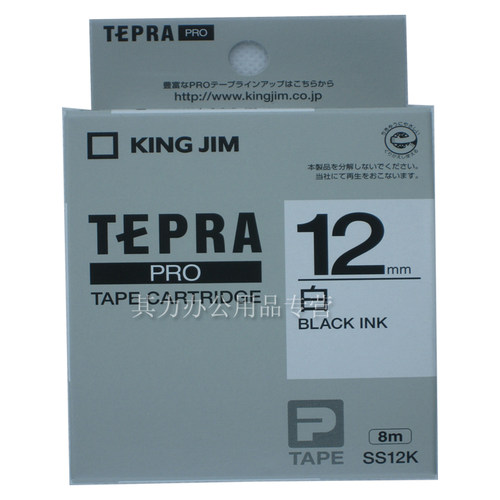 TEPRA PRO
豊富なPROテープラインアップはこちらから
http://www.kingjim.co.jp
KING JIM
本製品を分解しないでください。
当社にて再生をおこないます。
TEPRA
PRO
TAPE CARTRIDGE
12mm
白
BLACK INK
其力办公用品专营
P
TAPE
8m
SS12K